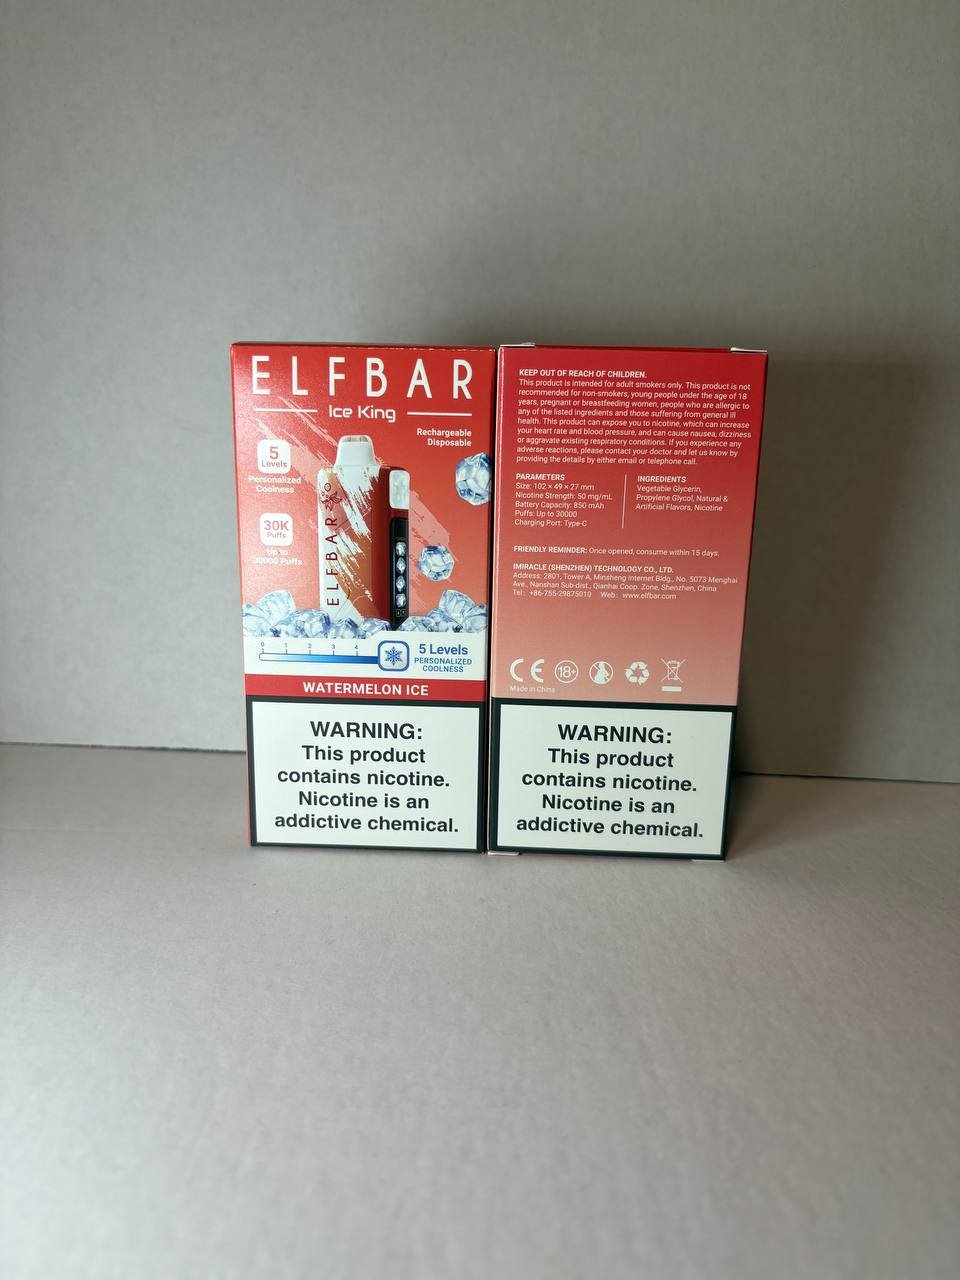 ELFBAR
Ice King
Rechargeable
Disposable
5
Levels
Personalized
Coolness
30K
Puffs
Up to
30000 Puffs
ELFBAR
0 1 2 3 4
5 Levels
PERSONALIZED
COOLNESS
WATERMELON ICE
WARNING:
This product
contains nicotine.
Nicotine is an
addictive chemical.
KEEP OUT OF REACH OF CHILDREN.
This product is intended for adult smokers only. This product is not
recommended for non-smokers, young people under the age of 18
years, pregnant or breastfeeding women, people who are allergic to
any of the listed ingredients and those suffering from general ill
health. This product can expose you to nicotine, which can increase
your heart rate and blood pressure, and can cause nausea, dizziness
or aggravate existing respiratory conditions. If you experience any
adverse reactions, please contact your doctor and let us know by
providing the details by either email or telephone call.
PARAMETERS
Size: 102 × 49 × 27 mm
Nicotine Strength: 50 mg/mL
Battery Capacity: 850 mAh
Puffs: Up to 30000
Charging Port: Type-C
INGREDIENTS
Vegetable Glycerin,
Propylene Glycol, Natural &
Artificial Flavors, Nicotine
FRIENDLY REMINDER: Once opened, consume within 15 days.
IMIRACLE (SHENZHEN) TECHNOLOGY CO., LTD.
Address: 2801, Tower A, Minsheng Internet Bldg., No. 5073 Menghai
Ave., Nanshan Sub-dist., Qianhai Coop. Zone, Shenzhen, China
Tel: +86-755-29875010 Web: www.elfbar.com
CE 18+
Made in China
WARNING:
This product
contains nicotine.
Nicotine is an
addictive chemical.